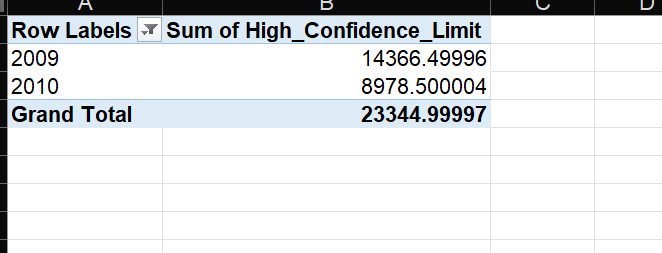 A B C D
Row Labels Sum of High_Confidence_Limit
2009 14366.49996
2010 8978.500004
Grand Total 23344.99997